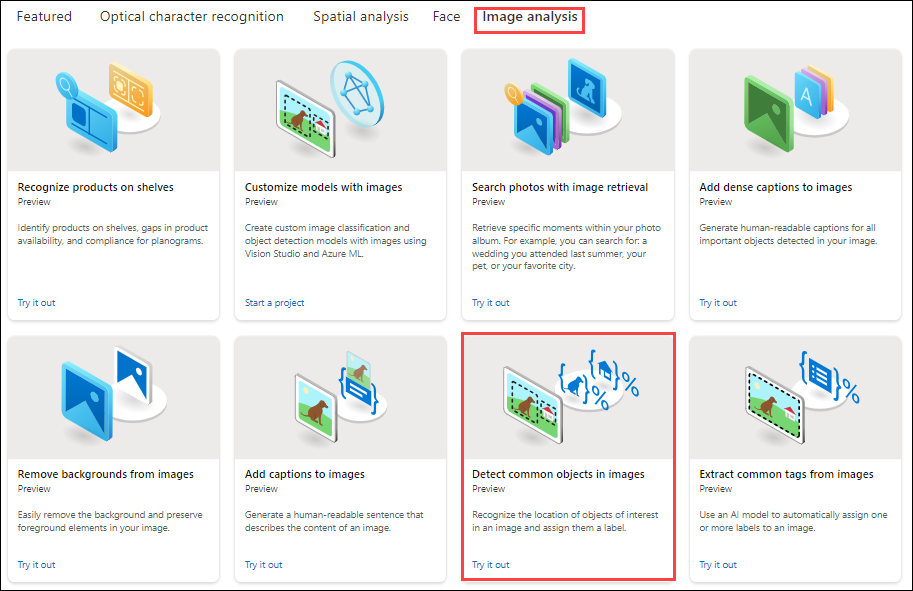 Featured
Optical character recognition
Spatial analysis
Face
Image analysis
Recognize products on shelves
Preview
Identify products on shelves, gaps in product
availability, and compliance for planograms.
Try it out
Customize models with images
Preview
Create custom image classification and
object detection models with images using
Vision Studio and Azure ML.
Start a project
Search photos with image retrieval
Preview
Retrieve specific moments within your photo
album. For example, you can search for: a
wedding you attended last summer, your
pet, or your favorite city.
Try it out
A
Add dense captions to images
Preview
Generate human-readable captions for all
important objects detected in your image.
Try it out
Remove backgrounds from images
Preview
Easily remove the background and preserve
foreground elements in your image.
Try it out
{ }
Add captions to images
Preview
Generate a human-readable sentence that
describes the content of an image.
Try it out
{ }% { }%
Detect common objects in images
Preview
Recognize the location of objects of interest
in an image and assign them a label.
Try it out
{ }%
Extract common tags from images
Preview
Use an AI model to automatically assign one
or more labels to an image.
Try it out